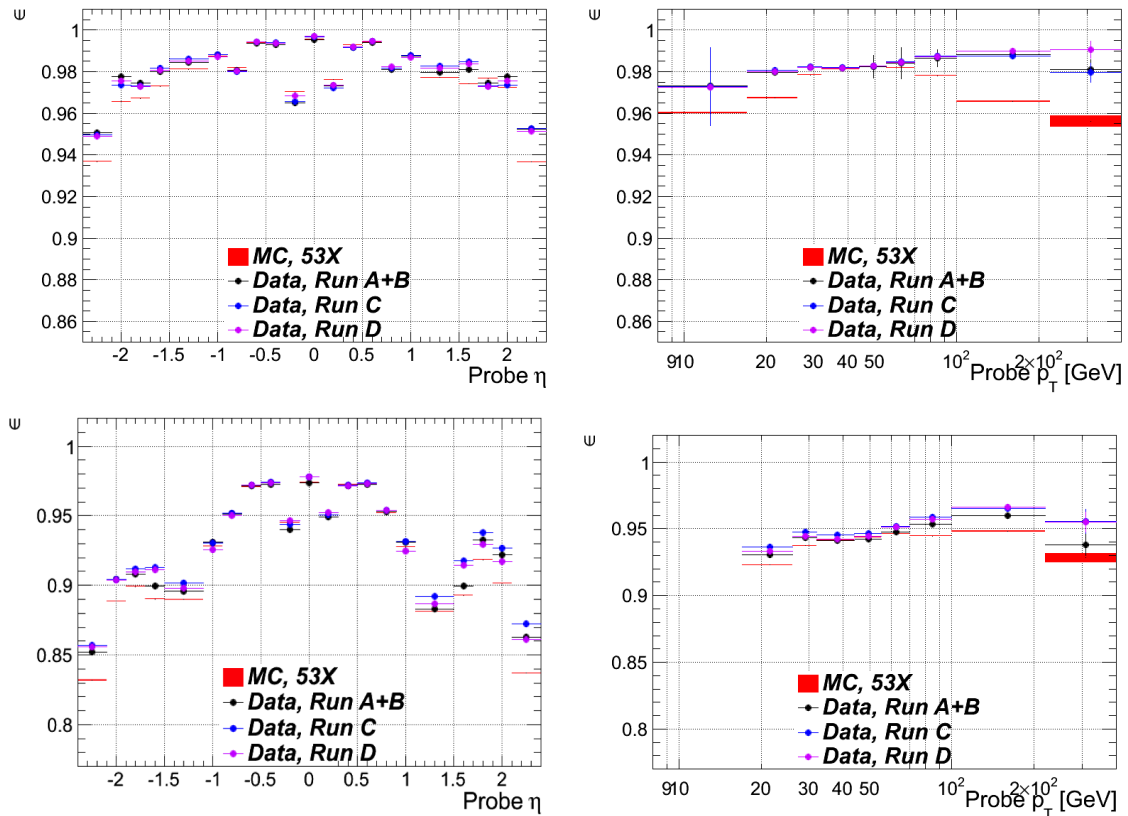 ∈
1
0.98
0.96
0.94
0.92
0.9
0.88
0.86
MC, 53X
Data, Run A+B
Data, Run C
Data, Run D
-2 -1.5 -1 -0.5 0 0.5 1 1.5 2
Probe η
∈
1
0.98
0.96
0.94
0.92
0.9
0.88
0.86
MC, 53X
Data, Run A+B
Data, Run C
Data, Run D
910 20 30 40 50 10² 2×10²
Probe p_T [GeV]
∈
1
0.95
0.9
0.85
0.8
MC, 53X
Data, Run A+B
Data, Run C
Data, Run D
-2 -1.5 -1 -0.5 0 0.5 1 1.5 2
Probe η
∈
1
0.95
0.9
0.85
0.8
MC, 53X
Data, Run A+B
Data, Run C
Data, Run D
910 20 30 40 50 10² 2×10²
Probe p_T [GeV]